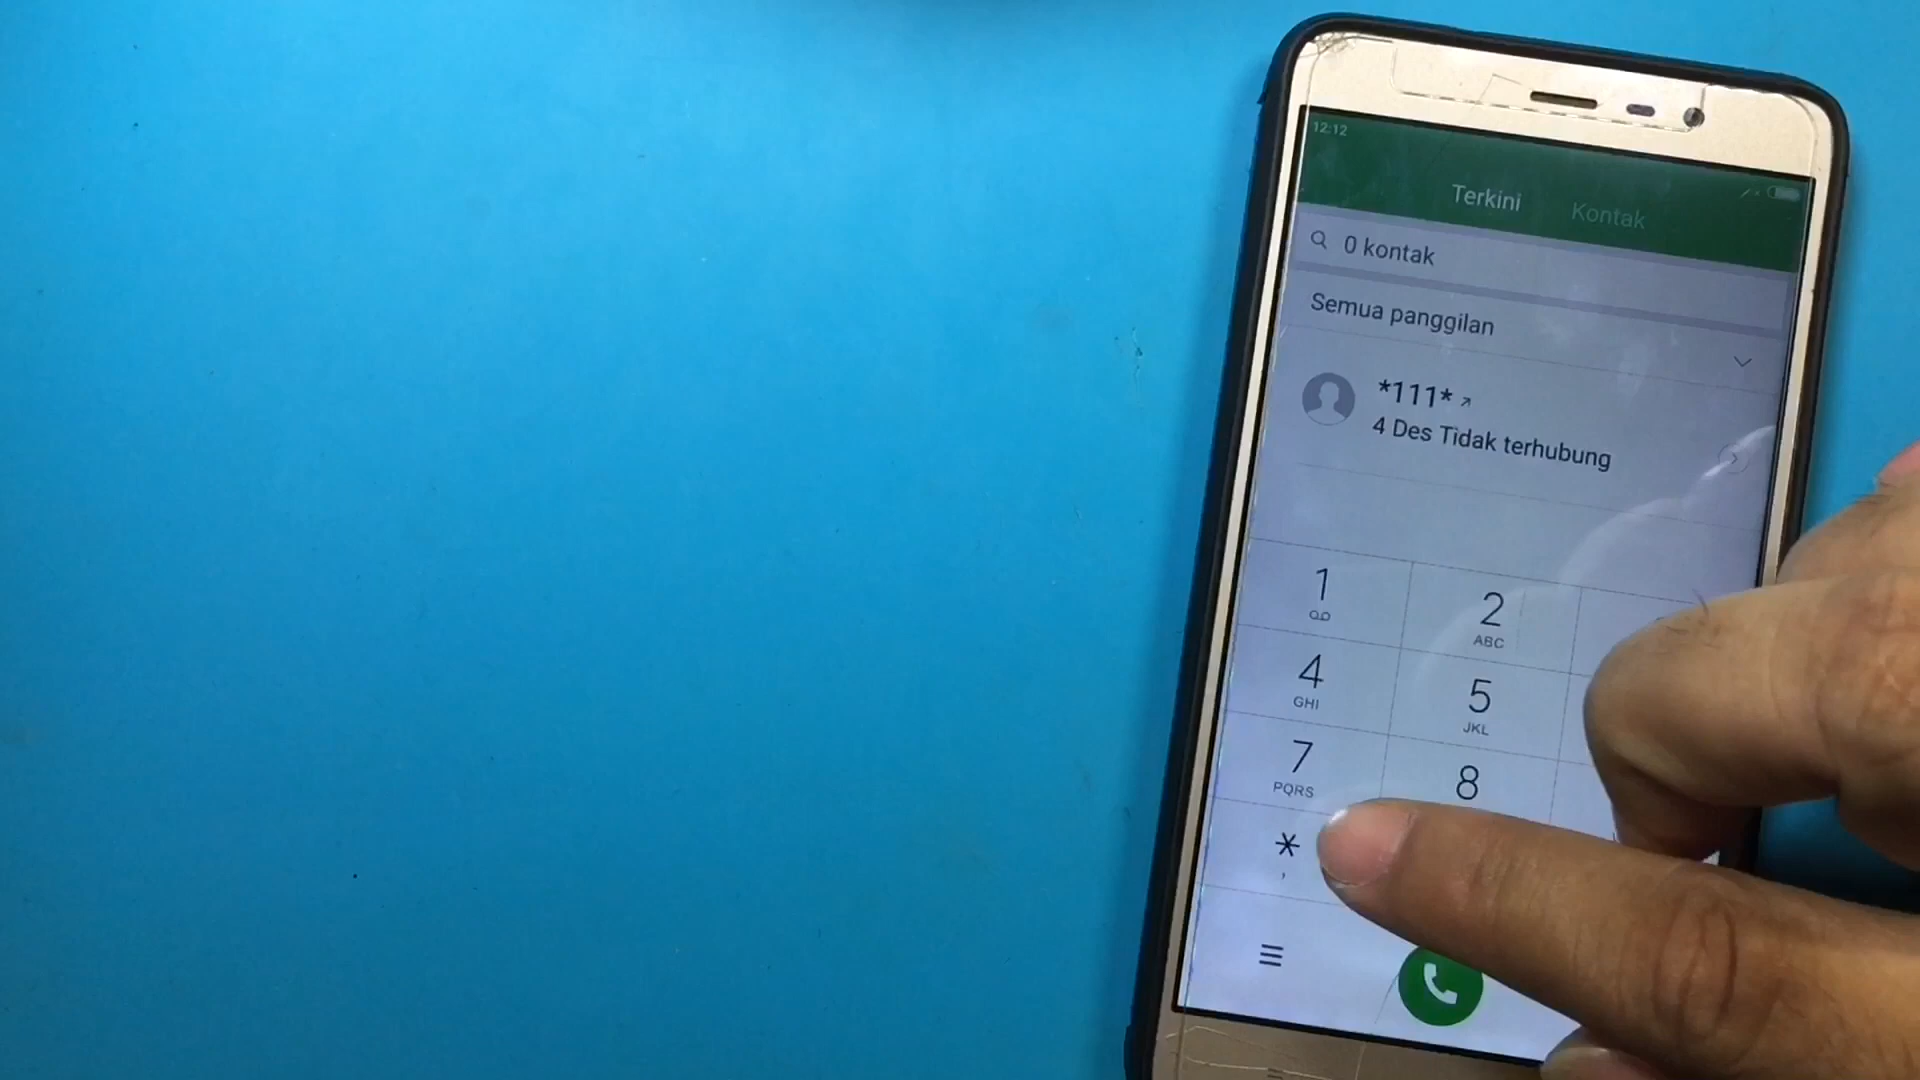 12:12
Terkini Kontak
0 kontak
Semua panggilan
*111*
4 Des Tidak terhubung
1 2
ABC
4 5
GHI JKL
7 8
PQRS
*
,